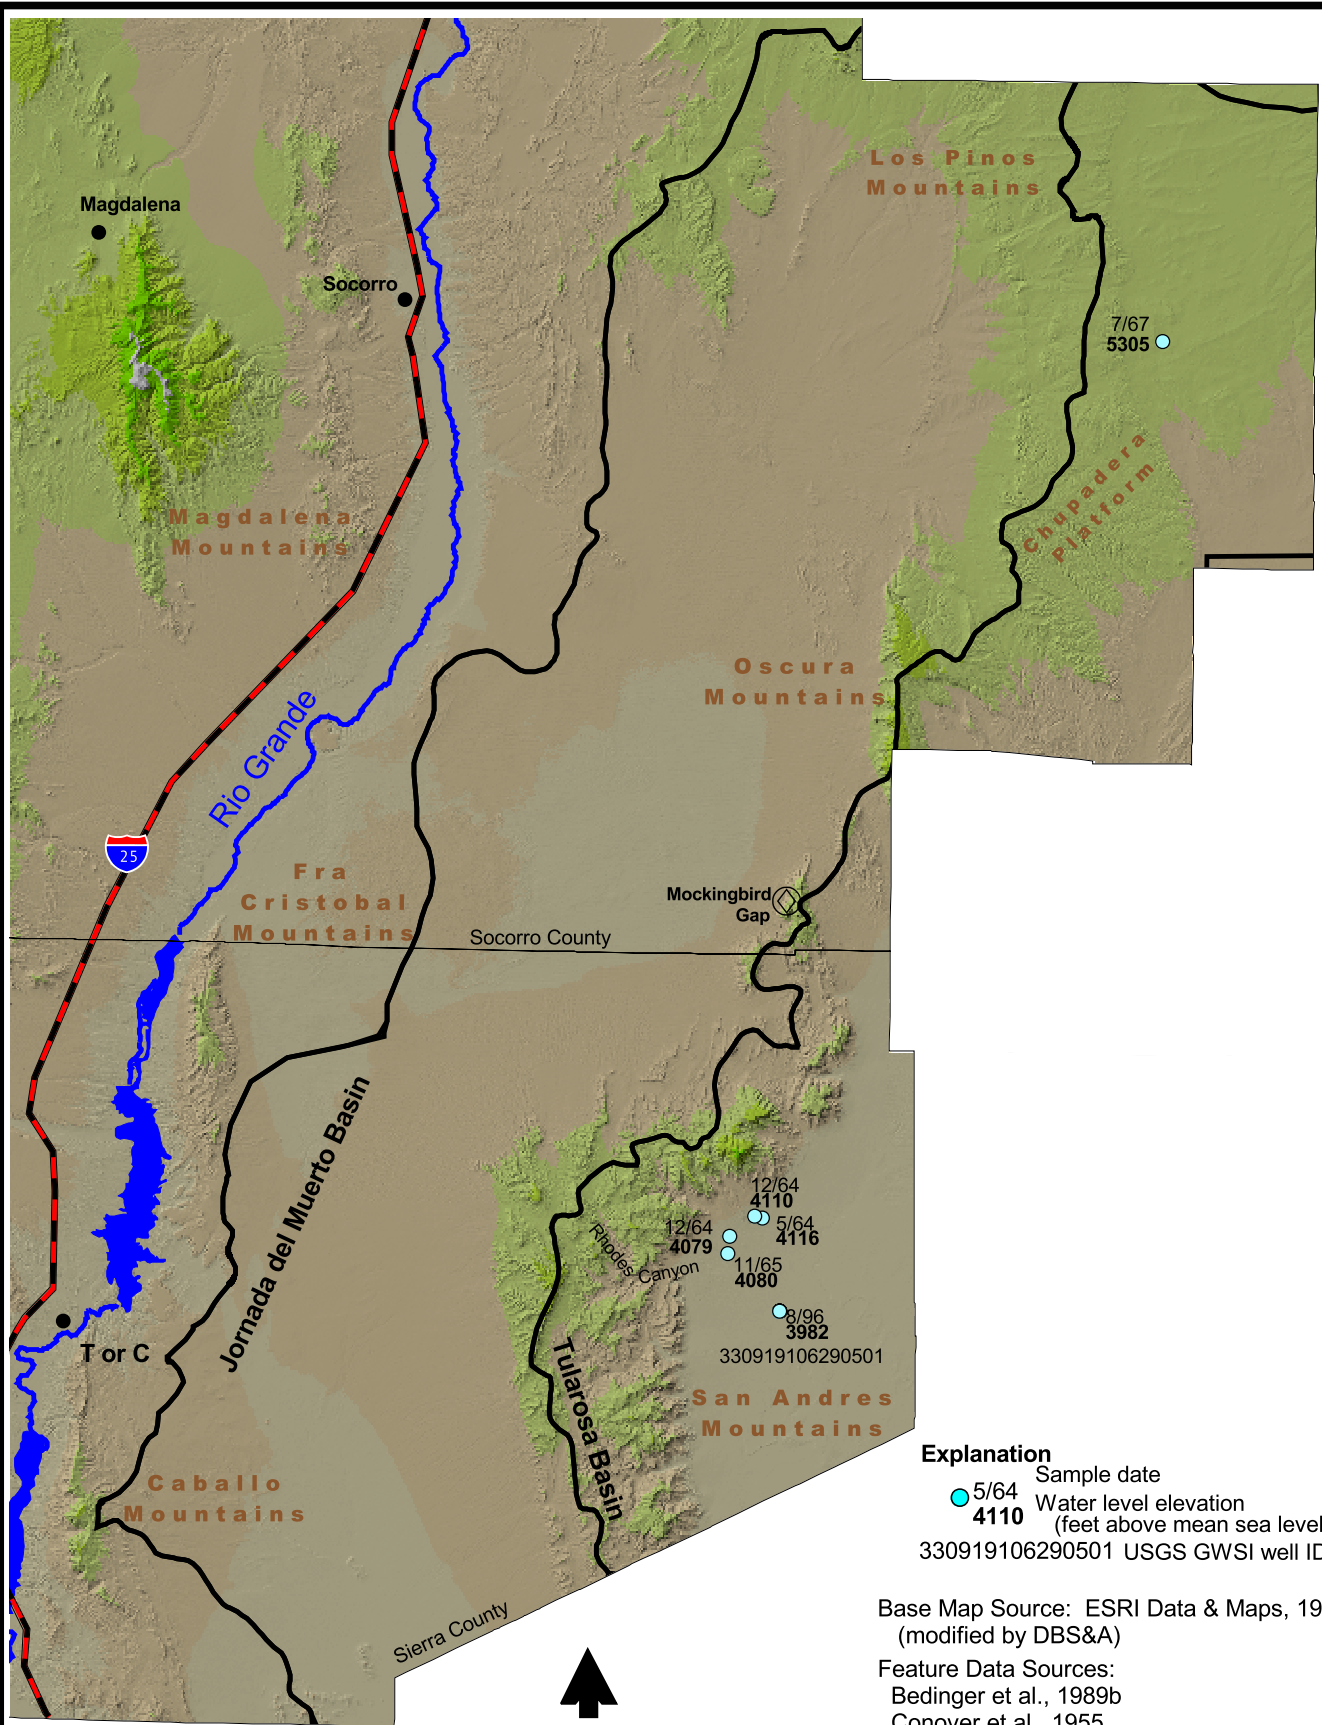 Los Pinos
Mountains
Magdalena
Socorro
7/67
5305
Chupadera
Platform
Magdalena
Mountains
Oscura
Mountains
Rio Grande
25
Fra
Cristobal
Mountains
Mockingbird
Gap
Socorro County
Jornada del Muerto Basin
12/64
4110
5/64
4116
12/64
4079
11/65
4080
Rhodes
Canyon
8/96
3982
330919106290501
T or C
Tularosa Basin
San Andres
Mountains
Caballo
Mountains
Sierra County
Explanation
Sample date
5/64
4110
Water level elevation
(feet above mean sea level
330919106290501 USGS GWSI well ID
Base Map Source: ESRI Data & Maps, 19
(modified by DBS&A)
Feature Data Sources:
Bedinger et al., 1989b
Conover et al., 1955